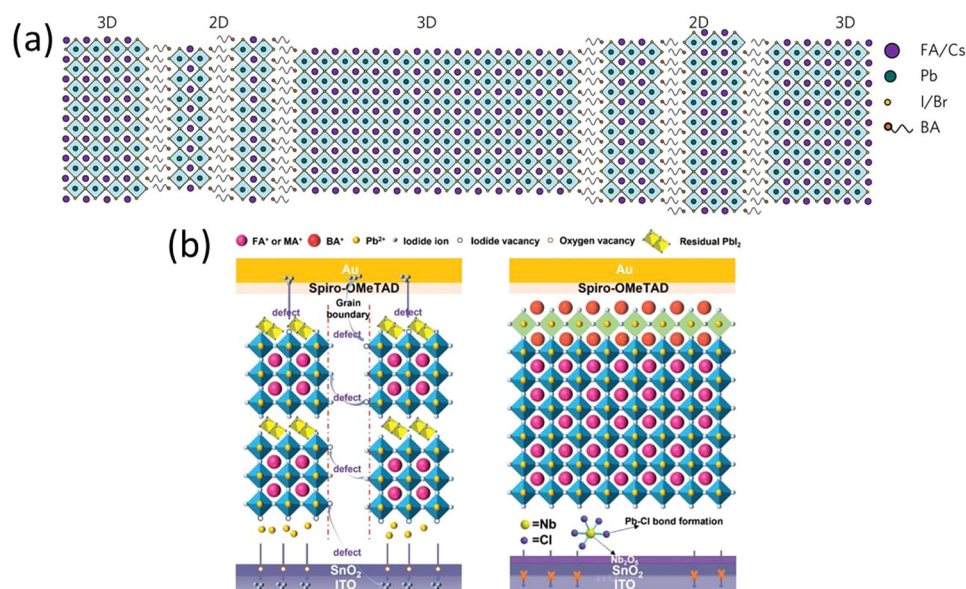 (a)
3D 2D 3D 2D 3D
FA/Cs
Pb
I/Br
BA
(b)
FA⁺ or MA⁺ BA⁺ Pb²⁺ Iodide ion Iodide vacancy Oxygen vacancy Residual PbI₂
Au
Spiro-OMeTAD
Grain
boundary
defect defect
defect
defect
defect
defect
SnO₂
ITO
Au
Spiro-OMeTAD
=Nb
=Cl
Pb-Cl bond formation
Nb₂O₅
SnO₂
ITO